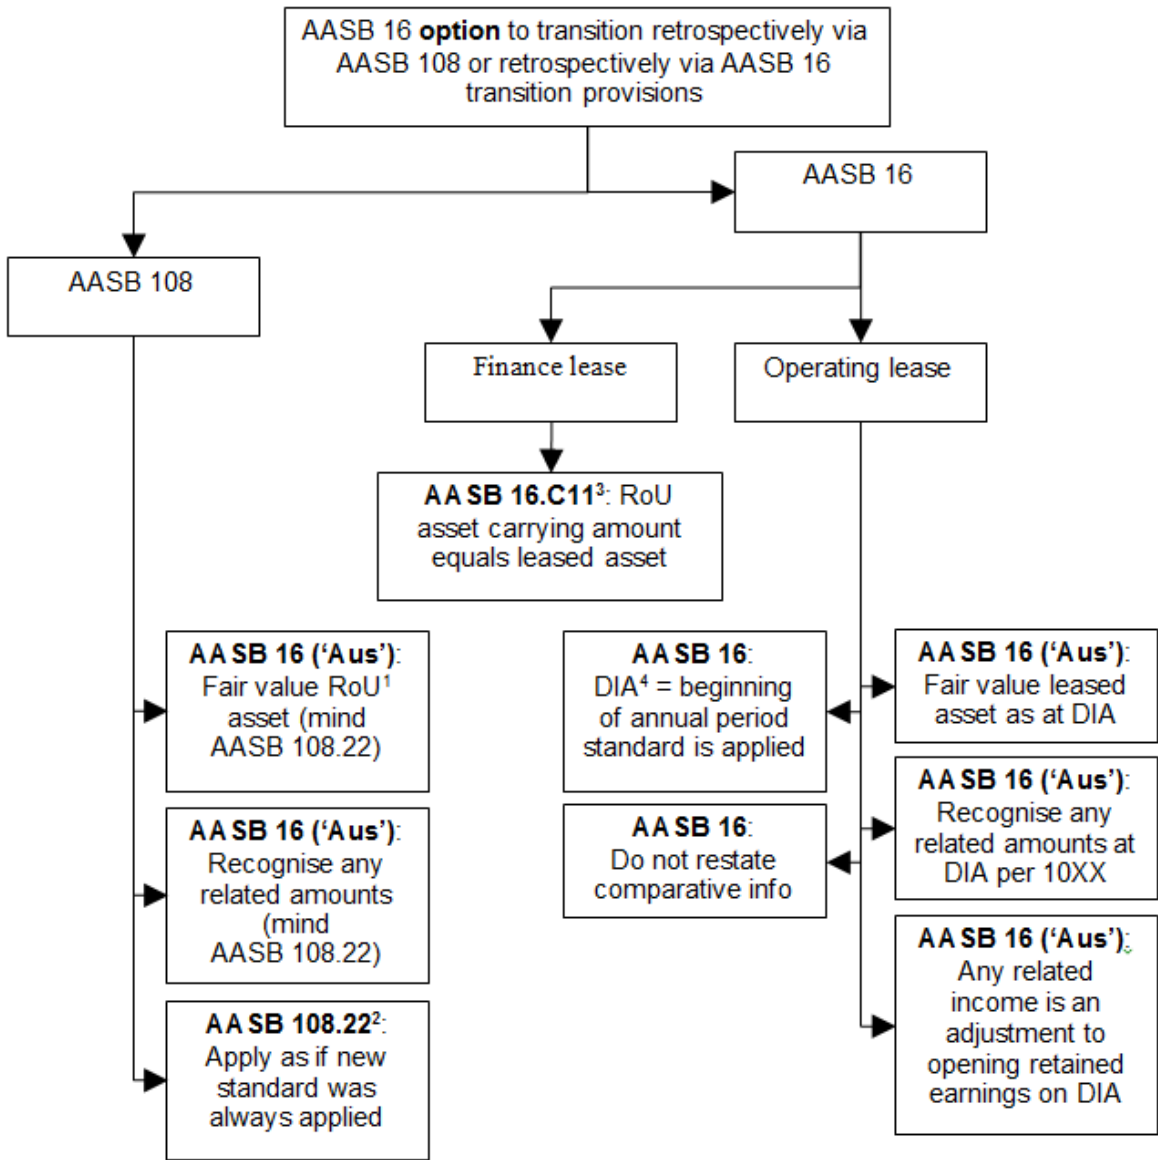 AASB 16 option to transition retrospectively via
AASB 108 or retrospectively via AASB 16
transition provisions
AASB 16
AASB 108
Finance lease
Operating lease
AASB 16.C11³: RoU
asset carrying amount
equals leased asset
AASB 16 (‘Aus’):
Fair value RoU¹
asset (mind
AASB 108.22)
AASB 16 (‘Aus’):
Recognise any
related amounts
(mind
AASB 108.22)
AASB 108.22²:
Apply as if new
standard was
always applied
AASB 16:
DIA⁴ = beginning
of annual period
standard is applied
AASB 16:
Do not restate
comparative info
AASB 16 (‘Aus’):
Fair value leased
asset as at DIA
AASB 16 (‘Aus’):
Recognise any
related amounts at
DIA per 10XX
AASB 16 (‘Aus’):
Any related
income is an
adjustment to
opening retained
earnings on DIA